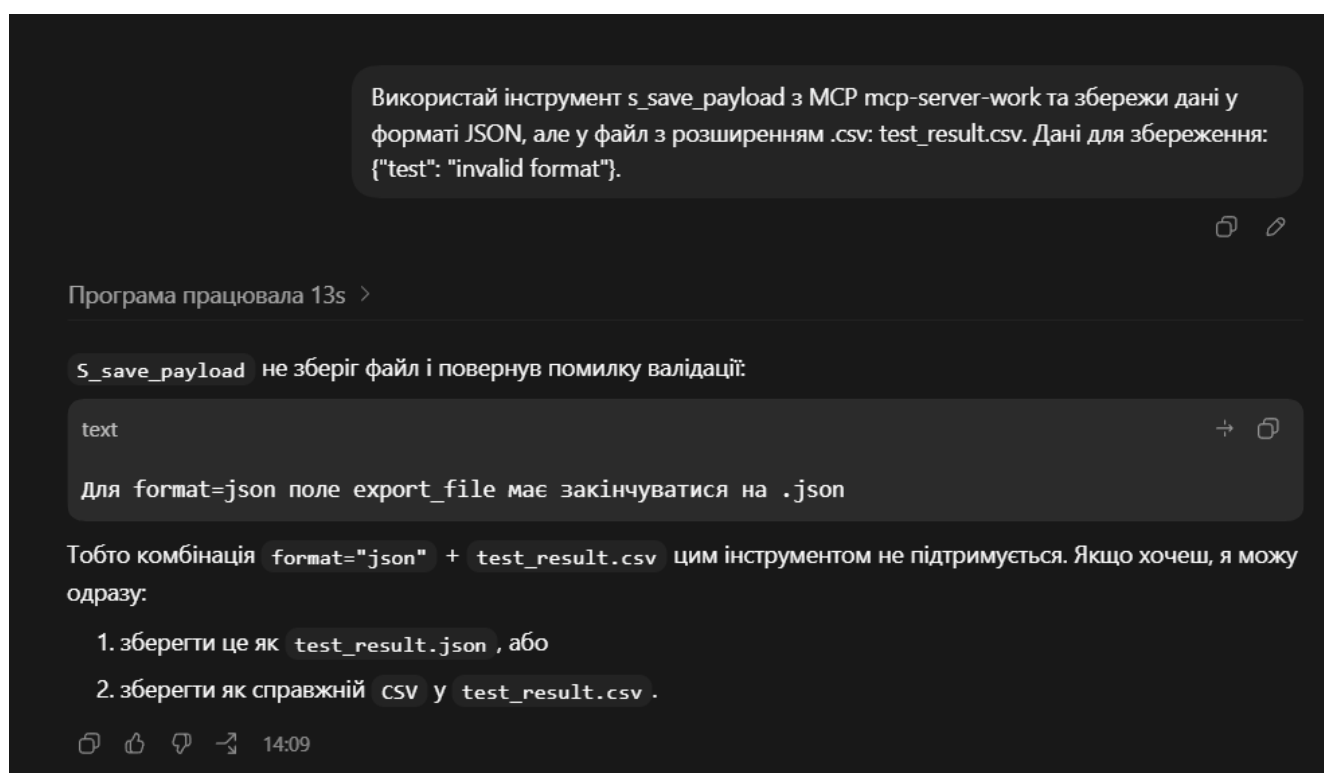 Використай інструмент s_save_payload з MCP mcp-server-work та збережи дані у
форматі JSON, але у файл з розширенням .csv: test_result.csv. Дані для збереження:
{"test": "invalid format"}.
Програма працювала 13s >
S_save_payload не зберіг файл і повернув помилку валідації:
text
Для format=json поле export_file має закінчуватися на .json
Тобто комбінація format="json" + test_result.csv цим інструментом не підтримується. Якщо хочеш, я можу
одразу:
1. зберегти це як test_result.json, або
2. зберегти як справжній CSV у test_result.csv.
14:09